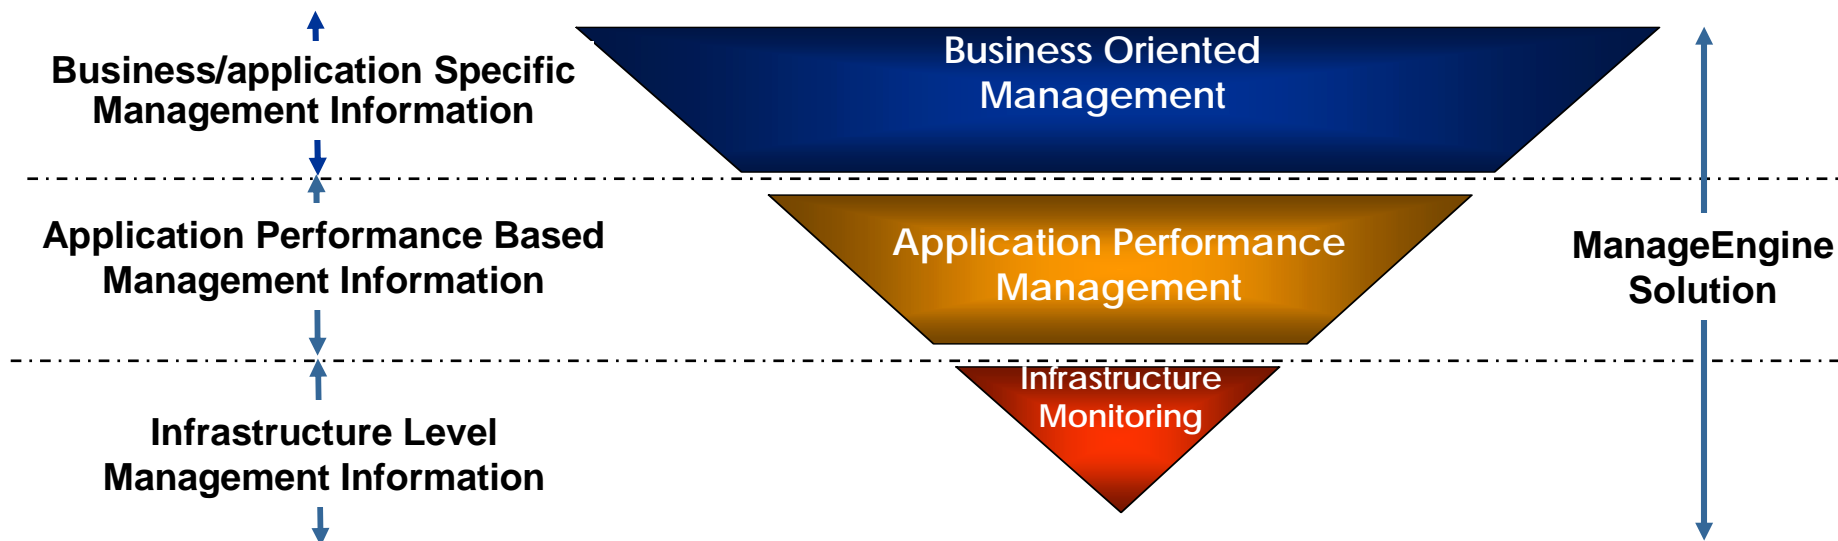 Business/application Specific
Management Information
Business Oriented
Management
Application Performance Based
Management Information
Application Performance
Management
ManageEngine
Solution
Infrastructure Level
Management Information
Infrastructure
Monitoring